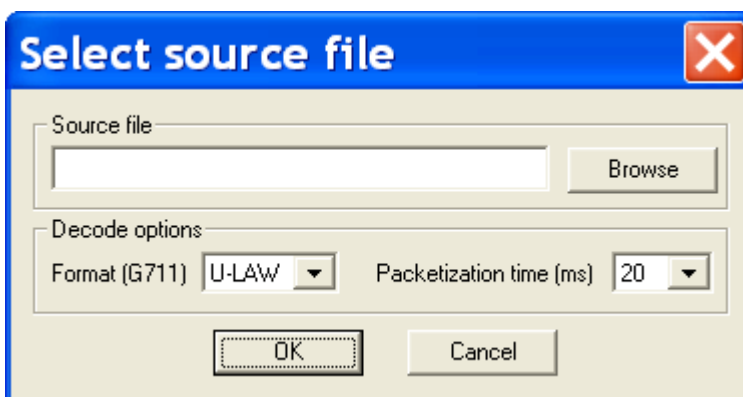 Select source file
Source file
Browse
Decode options
Format (G711) U-LAW Packetization time (ms) 20
OK Cancel